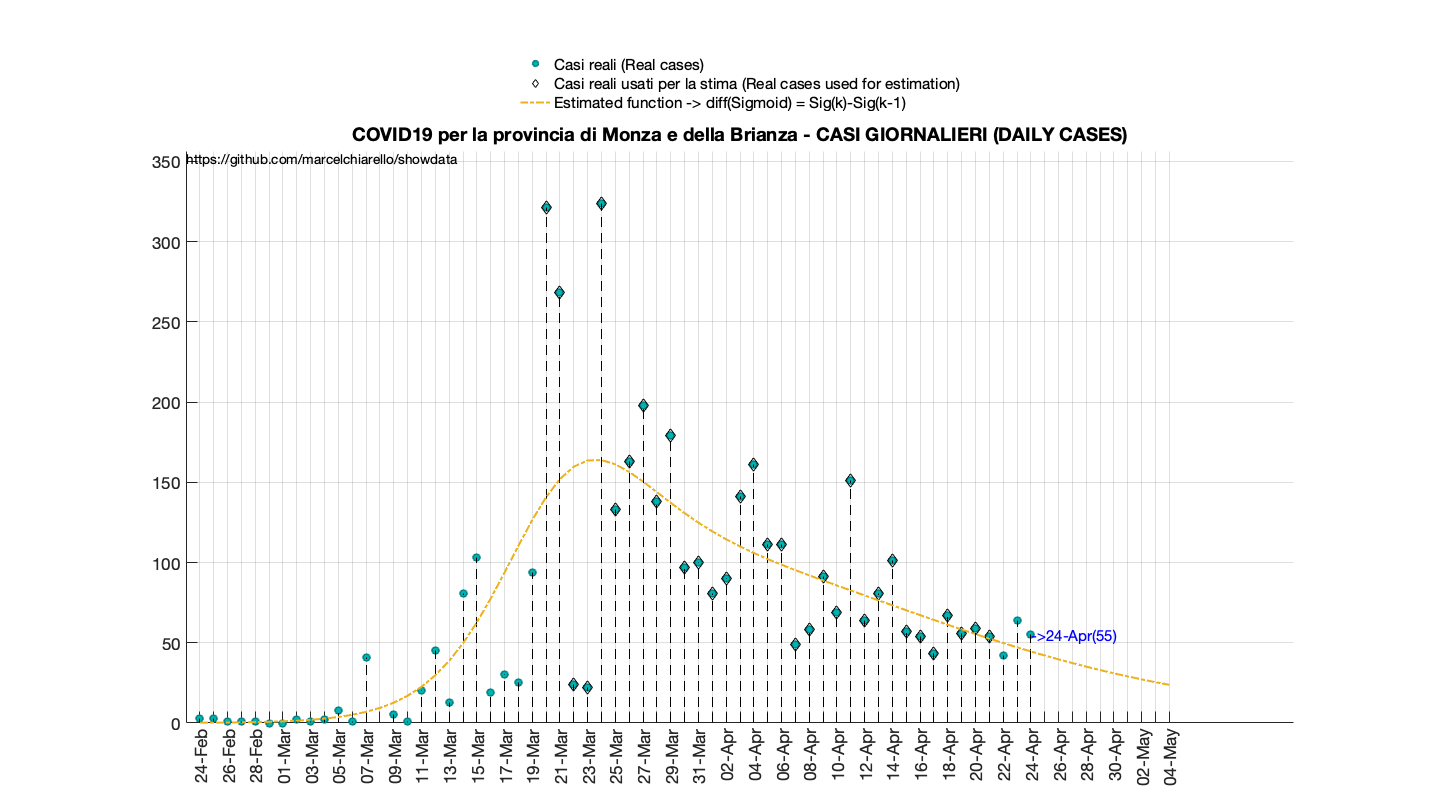 Casi reali (Real cases)
Casi reali usati per la stima (Real cases used for estimation)
Estimated function -> diff(Sigmoid) = Sig(k)-Sig(k-1)
COVID19 per la provincia di Monza e della Brianza - CASI GIORNALIERI (DAILY CASES)
https://github.com/marcelchiarello/showdata
350
300
250
200
150
100
50
0
->24-Apr(55)
24-Feb
26-Feb
28-Feb
01-Mar
03-Mar
05-Mar
07-Mar
09-Mar
11-Mar
13-Mar
15-Mar
17-Mar
19-Mar
21-Mar
23-Mar
25-Mar
27-Mar
29-Mar
31-Mar
02-Apr
04-Apr
06-Apr
08-Apr
10-Apr
12-Apr
14-Apr
16-Apr
18-Apr
20-Apr
22-Apr
24-Apr
26-Apr
28-Apr
30-Apr
02-May
04-May